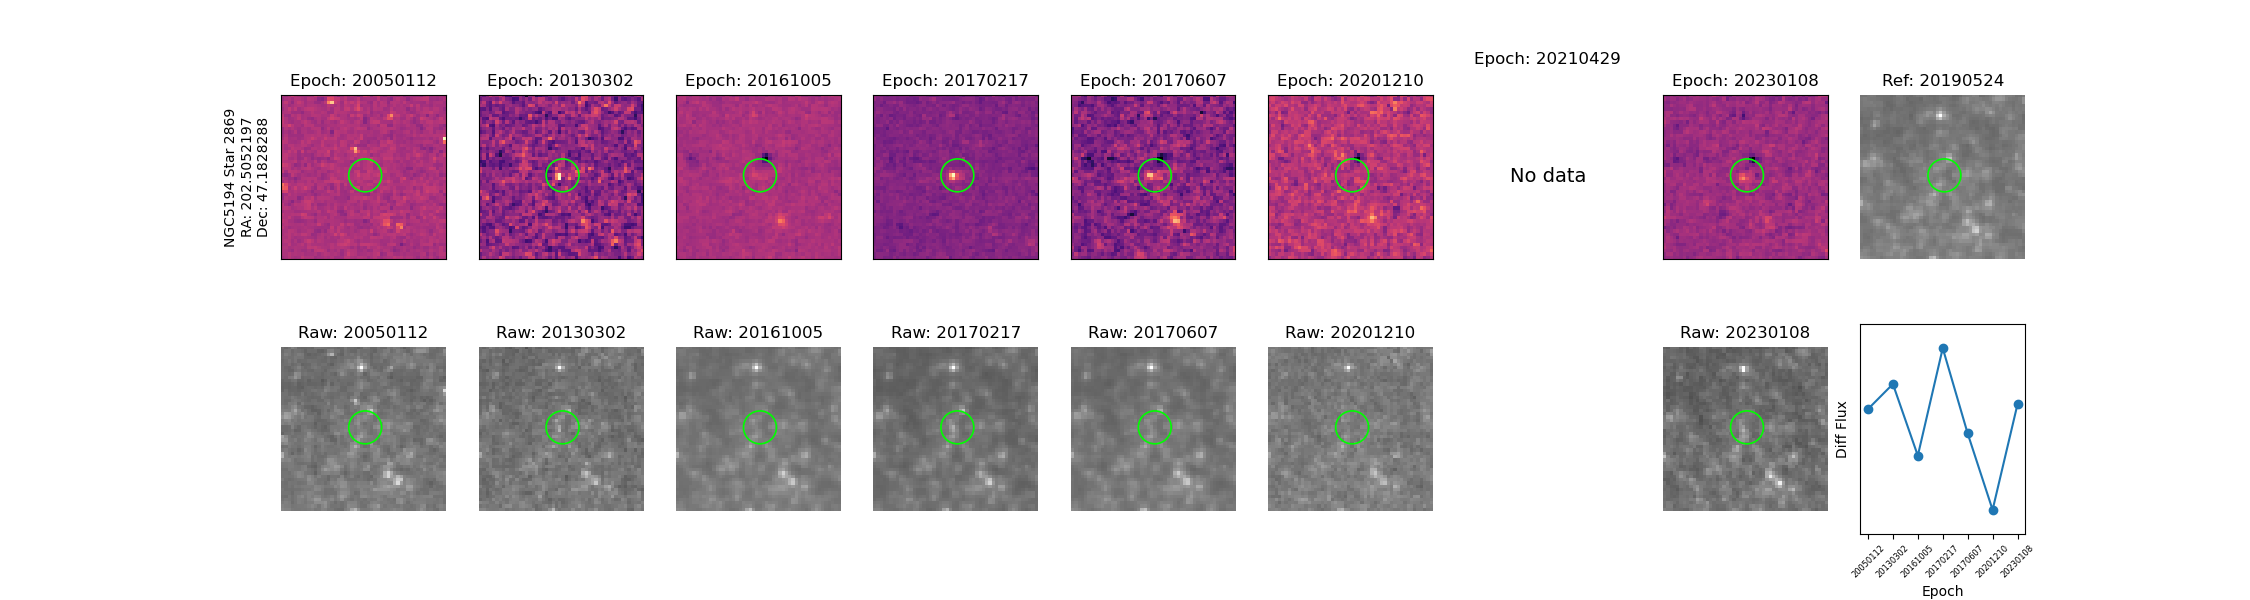 Epoch: 20210429
Epoch: 20050112
Epoch: 20130302
Epoch: 20161005
Epoch: 20170217
Epoch: 20170607
Epoch: 20201210
Epoch: 20230108
Ref: 20190524
NGC5194 Star 2869
RA: 202.5052197
Dec: 47.18282288
No data
Raw: 20050112
Raw: 20130302
Raw: 20161005
Raw: 20170217
Raw: 20170607
Raw: 20201210
Raw: 20230108
Diff Flux
20050112
20130302
20161005
20170217
20170607
20201210
20230108
Epoch